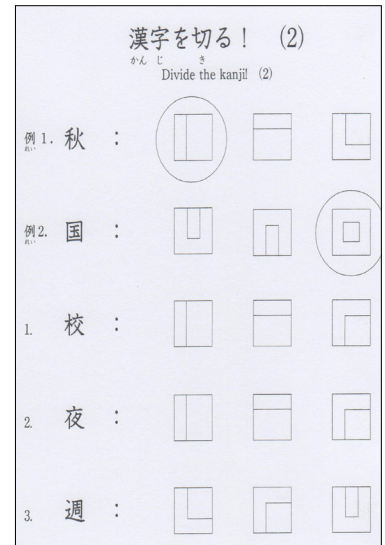 漢字を切る! (2)
かん じ き
Divide the kanji! (2)
例1. 秋 :
れい
例2. 国 :
れい
1. 校 :
2. 夜 :
3. 週 :